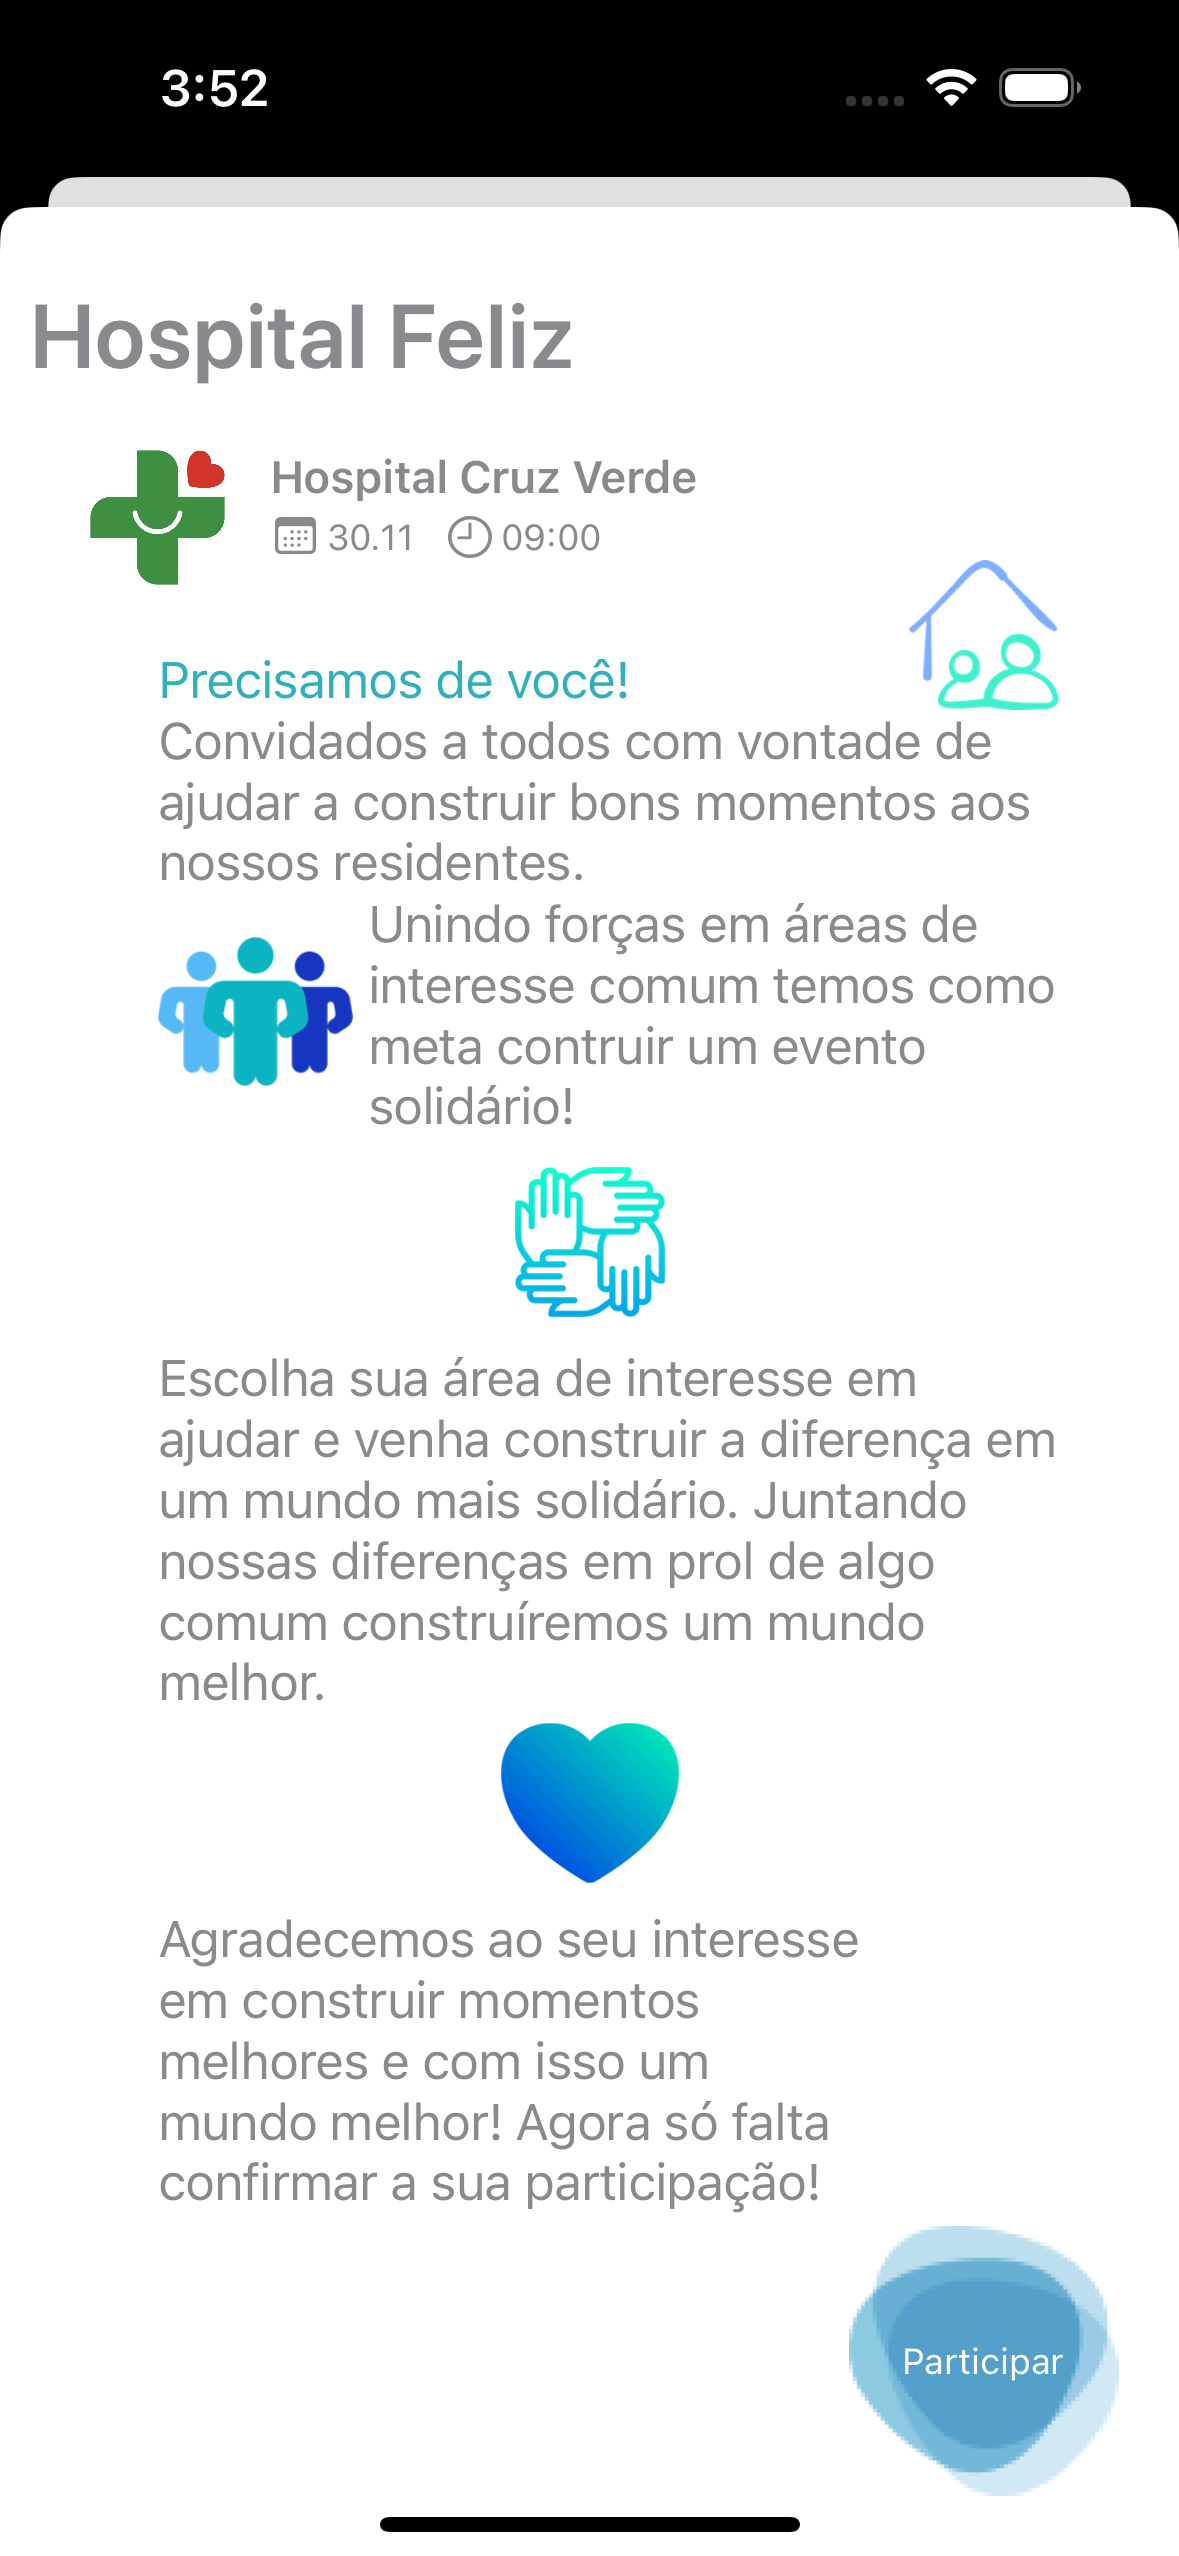 3:52
Hospital Feliz
Hospital Cruz Verde
30.11 09:00
Precisamos de você!
Convidados a todos com vontade de
ajudar a construir bons momentos aos
nossos residentes.
Unindo forças em áreas de
interesse comum temos como
meta contruir um evento
solidário!
Escolha sua área de interesse em
ajudar e venha construir a diferença em
um mundo mais solidário. Juntando
nossas diferenças em prol de algo
comum construíremos um mundo
melhor.
Agradecemos ao seu interesse
em construir momentos
melhores e com isso um
mundo melhor! Agora só falta
confirmar a sua participação!
Participar